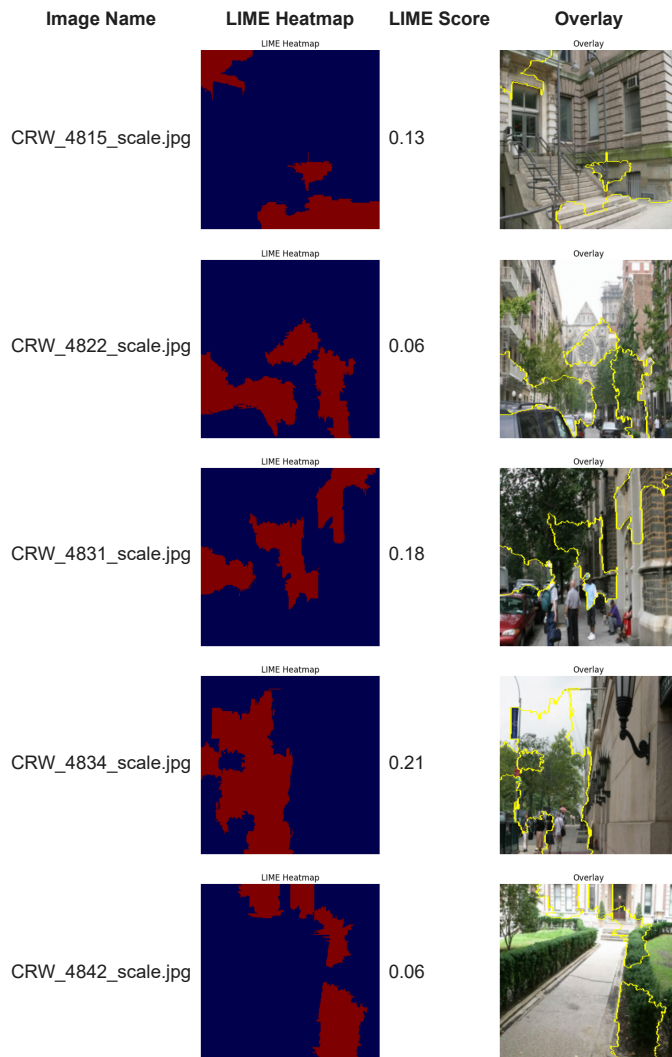 Image Name LIME Heatmap LIME Score Overlay
LIME Heatmap Overlay
CRW_4815_scale.jpg 0.13
LIME Heatmap Overlay
CRW_4822_scale.jpg 0.06
LIME Heatmap Overlay
CRW_4831_scale.jpg 0.18
LIME Heatmap Overlay
CRW_4834_scale.jpg 0.21
LIME Heatmap Overlay
CRW_4842_scale.jpg 0.06